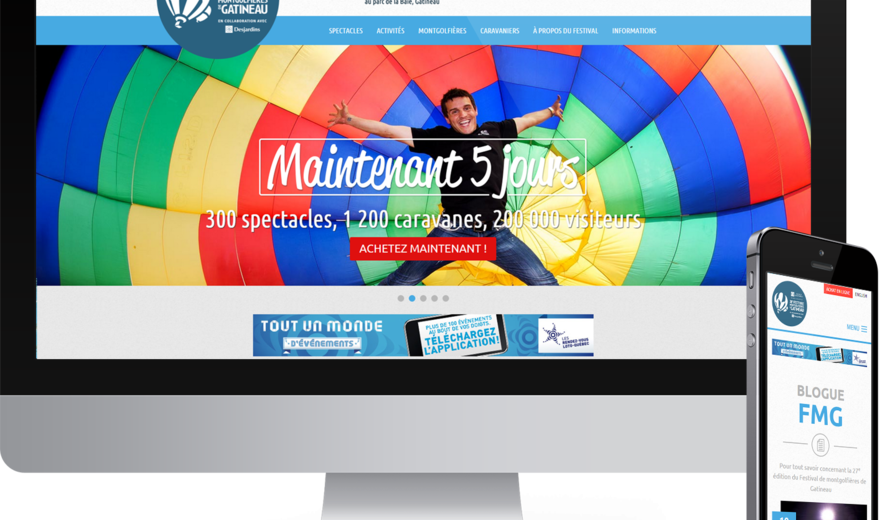 MONTGOLFIÈRES
DE GATINEAU
EN COLLABORATION AVEC
Desjardins
au parc de la Baie, Gatineau
SPECTACLES ACTIVITÉS MONTGOLFIÈRES CARAVANIERS À PROPOS DU FESTIVAL INFORMATIONS
Maintenant 5 jours
300 spectacles, 1 200 caravanes, 200 000 visiteurs
ACHETEZ MAINTENANT !
TOUT UN MONDE
D'ÉVÉNEMENTS
PLUS DE 100 ÉVÉNEMENTS
AU BOUT DE VOS DOIGTS.
TÉLÉCHARGEZ
L'APPLICATION!
LES
RENDEZ-VOUS
LOTO-QUÉBEC
ACHAT EN LIGNE ENGLISH
MENU
TOUT UN MONDE
BLOGUE
FMG
Pour tout savoir concernant la 27e
édition du Festival de montgolfières de
Gatineau